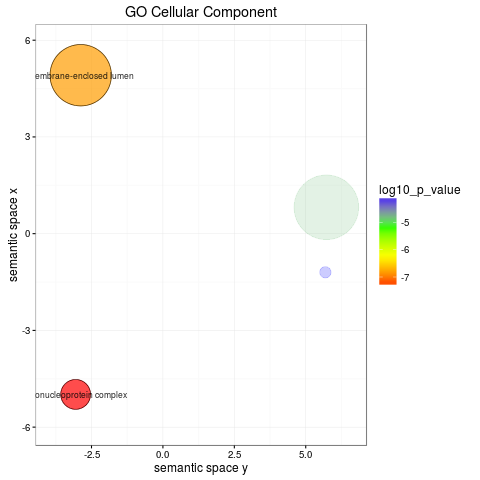 GO Cellular Component
6
3
0
-3
-6
semantic space x
embrane-enclosed lumen
onucleoprotein complex
-2.5
0.0
2.5
5.0
semantic space y
log10_p_value
-5
-6
-7